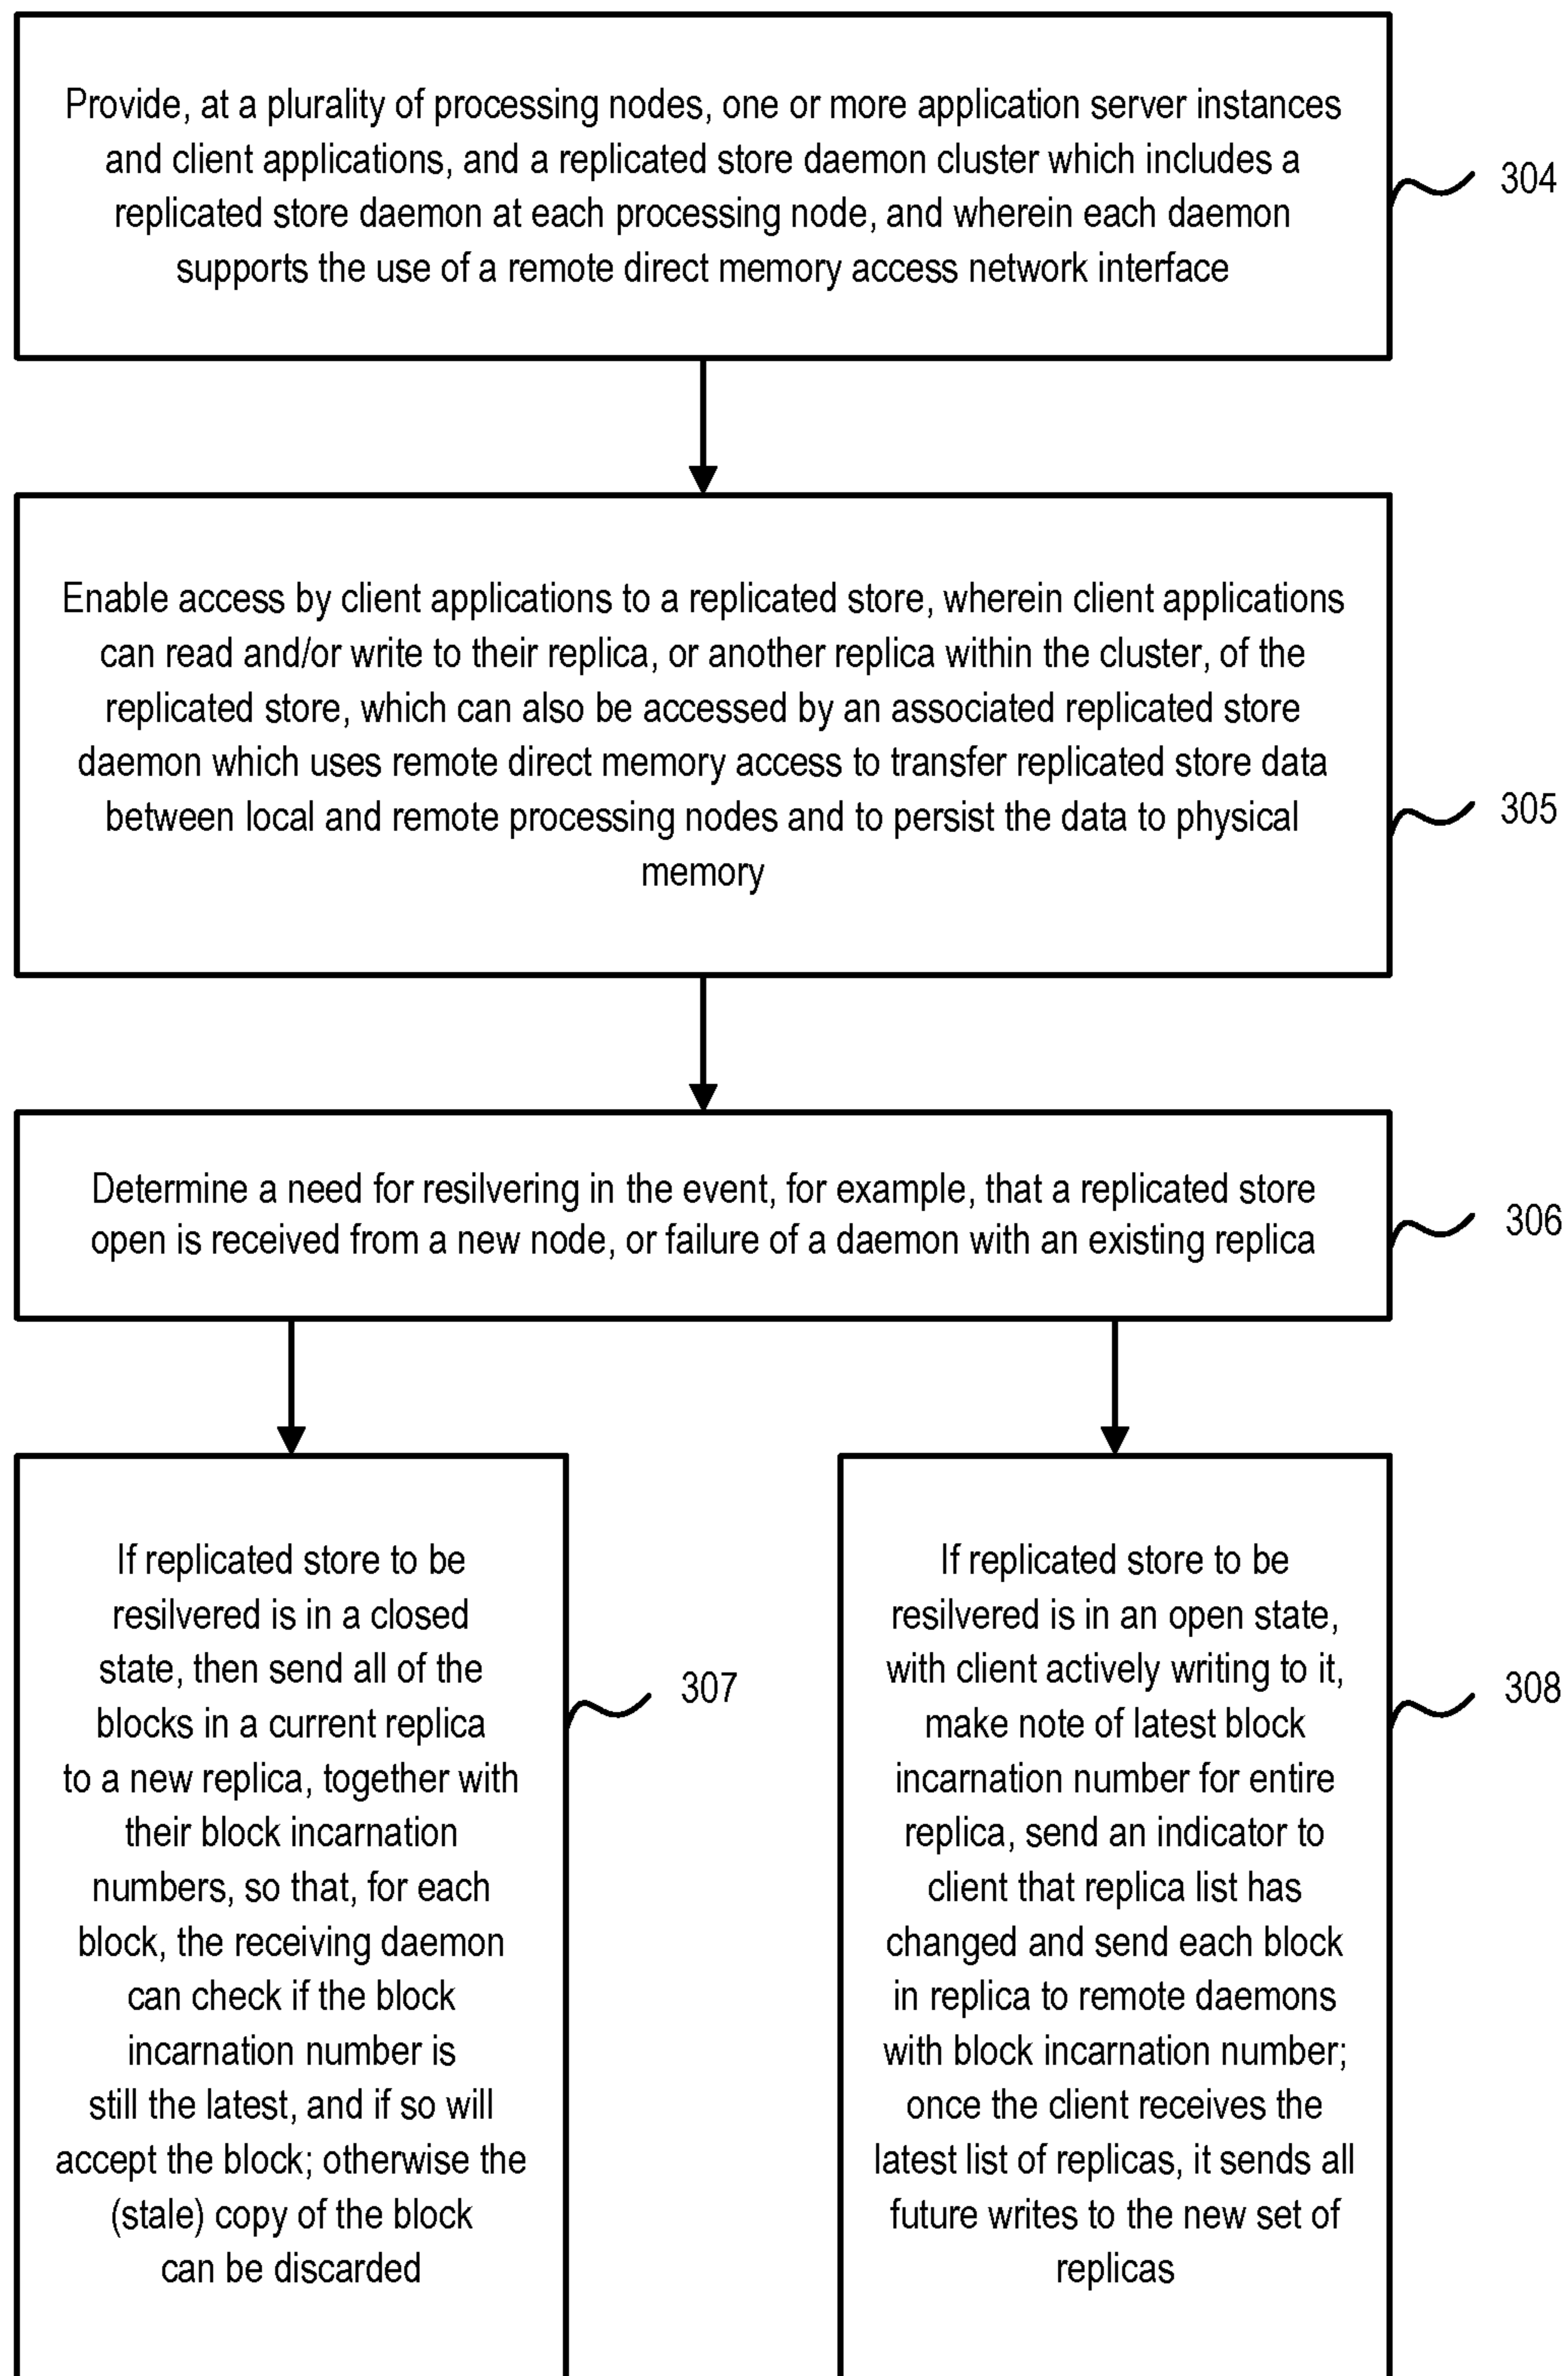 Provide, at a plurality of processing nodes, one or more application server instances
and client applications, and a replicated store daemon cluster which includes a
replicated store daemon at each processing node, and wherein each daemon
supports the use of a remote direct memory access network interface
304
Enable access by client applications to a replicated store, wherein client applications
can read and/or write to their replica, or another replica within the cluster, of the
replicated store, which can also be accessed by an associated replicated store
daemon which uses remote direct memory access to transfer replicated store data
between local and remote processing nodes and to persist the data to physical
memory
305
Determine a need for resilvering in the event, for example, that a replicated store
open is received from a new node, or failure of a daemon with an existing replica
306
If replicated store to be
resilvered is in a closed
state, then send all of the
blocks in a current replica
to a new replica, together with
their block incarnation
numbers, so that, for each
block, the receiving daemon
can check if the block
incarnation number is
still the latest, and if so will
accept the block; otherwise the
(stale) copy of the block
can be discarded
307
If replicated store to be
resilvered is in an open state,
with client actively writing to it,
make note of latest block
incarnation number for entire
replica, send an indicator to
client that replica list has
changed and send each block
in replica to remote daemons
with block incarnation number;
once the client receives the
latest list of replicas, it sends all
future writes to the new set of
replicas
308